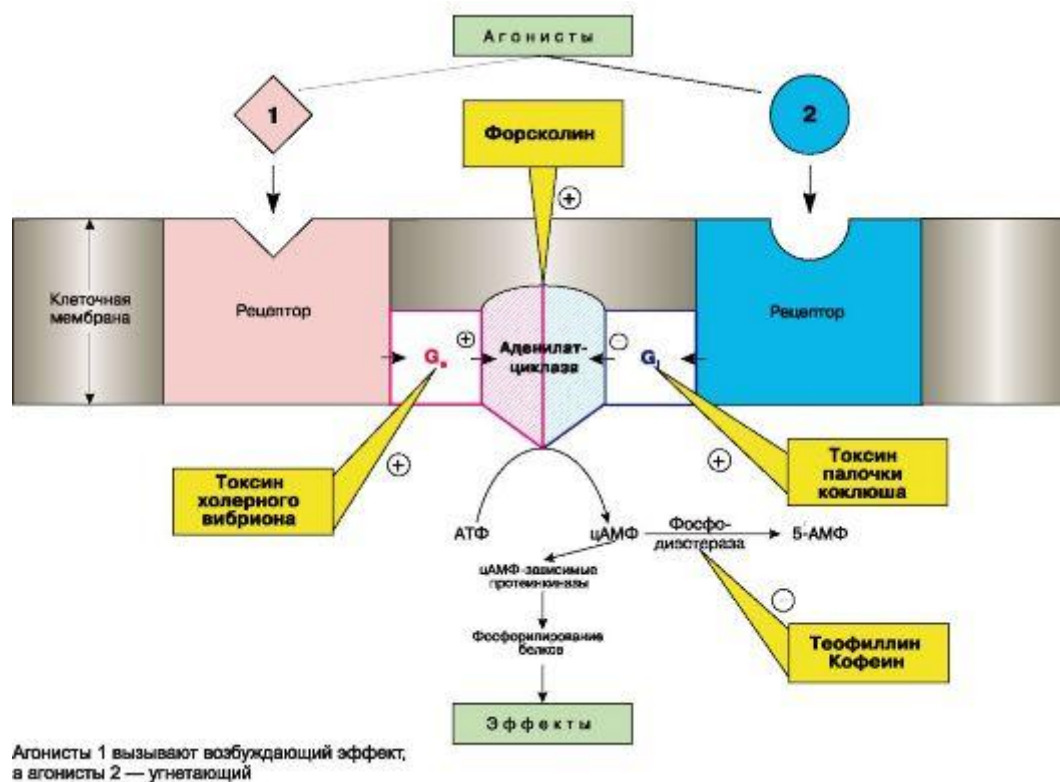 Агонисты
1
2
Форсколин
Клеточная
мембрана
Рецептор
Рецептор
Gs
Аденилат-
циклаза
Gi
Токсин
холерного
вибриона
Токсин
палочки
коклюша
АТФ
цАМФ
Фосфо-
диэстераза
5'-АМФ
цАМФ-зависимые
протеинкиназы
Фосфорилирование
белков
Теофиллин
Кофеин
Эффекты
Агонисты 1 вызывают возбуждающий эффект,
а агонисты 2 — угнетающий